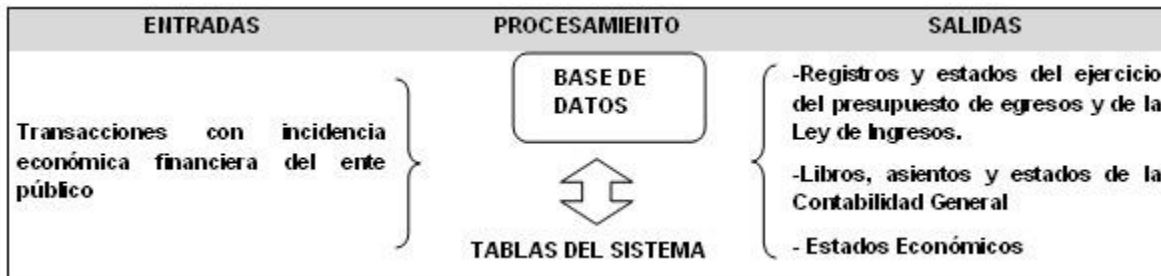 ENTRADAS
PROCESAMIENTO
SALIDAS
Transacciones con incidencia
económica financiera del ente
público
BASE DE
DATOS
TABLAS DEL SISTEMA
-Registros y estados del ejercicio
del presupuesto de egresos y de la
Ley de Ingresos.
-Libros, asientos y estados de la
Contabilidad General
- Estados Económicos